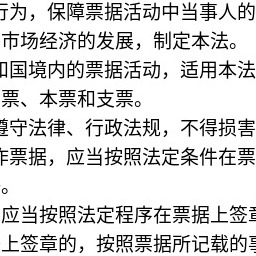 行为，保障票据活动中当事人的
市场经济的发展，制定本法。
和国境内的票据活动，适用本法
票、本票和支票。
遵守法律、行政法规，不得损害
作票据，应当按照法定条件在票
。
应当按照法定程序在票据上签章
上签章的，按照票据所记载的事